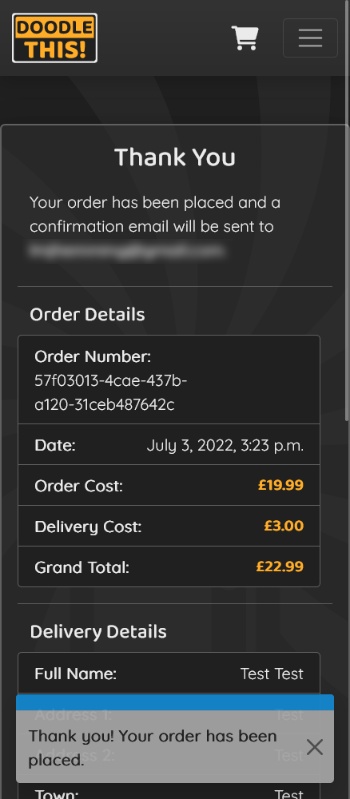 DOODLE
THIS!
Thank You
Your order has been placed and a
confirmation email will be sent to
Order Details
Order Number:
57f03013-4cae-437b-
a120-31ceb487642c
Date: July 3, 2022, 3:23 p.m.
Order Cost: £19.99
Delivery Cost: £3.00
Grand Total: £22.99
Delivery Details
Full Name: Test Test
Address 1: Test
Thank you! Your order has been
Address 2: Test
placed.
Town: Test